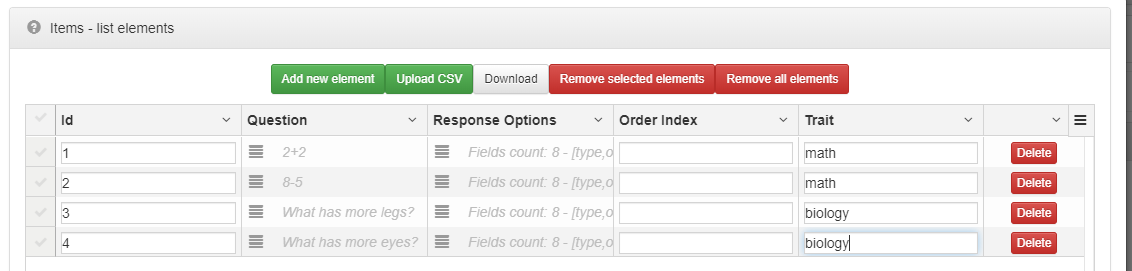 Items - list elements
Add new element Upload CSV Download Remove selected elements Remove all elements
Id Question Response Options Order Index Trait
1 2+2 Fields count: 8 - [type,o math Delete
2 8-5 Fields count: 8 - [type,o math Delete
3 What has more legs? Fields count: 8 - [type,o biology Delete
4 What has more eyes? Fields count: 8 - [type,o biology Delete